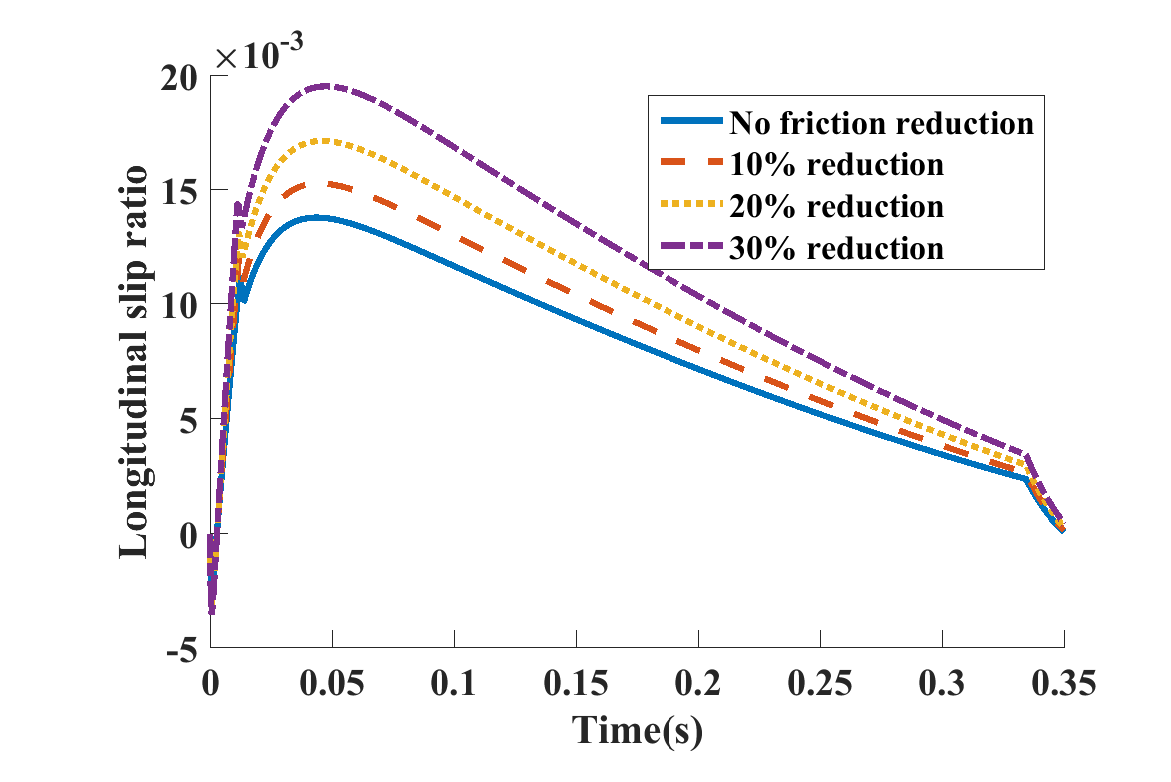 ×10-3
20
15
10
5
0
-5
Longitudinal slip ratio
No friction reduction
10% reduction
20% reduction
30% reduction
0 0.05 0.1 0.15 0.2 0.25 0.3 0.35
Time(s)